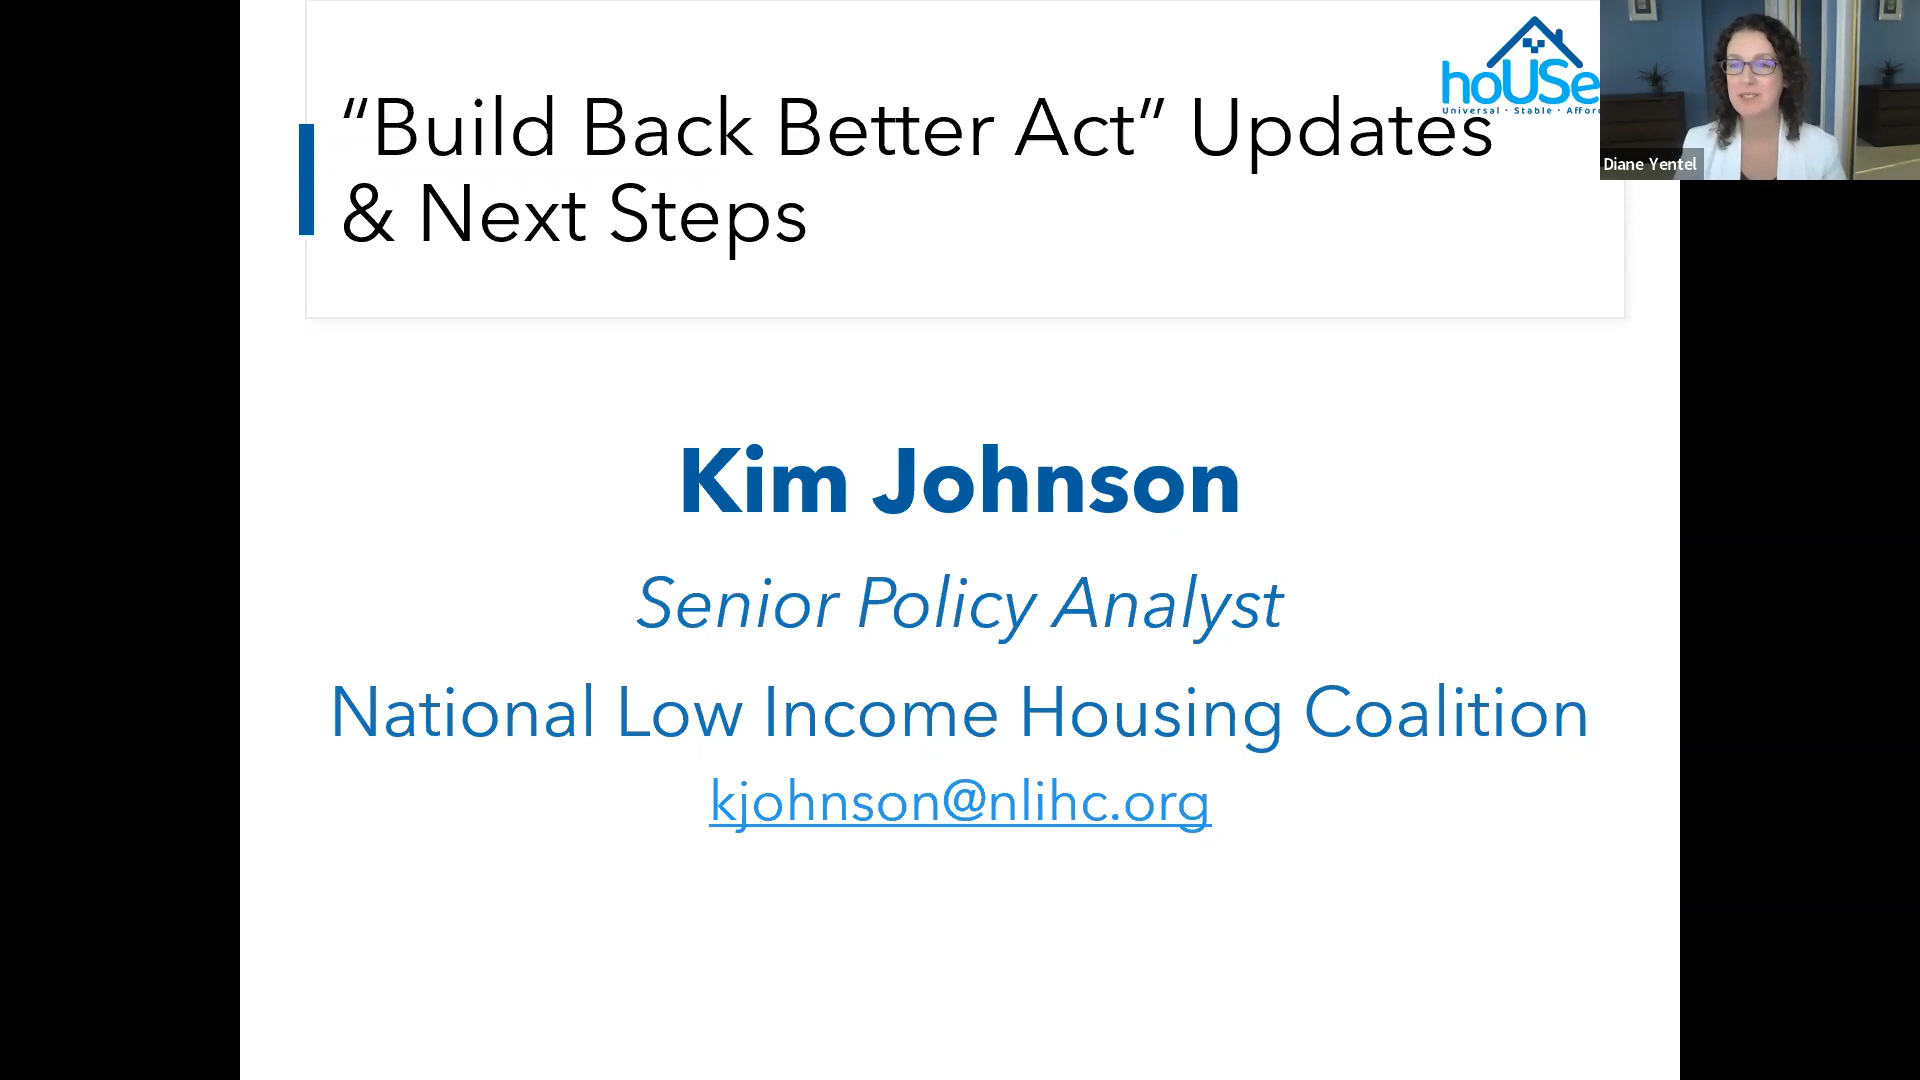 “Build Back Better Act” Updates
& Next Steps
hoUSe
Universal · Stable · Affor
Diane Yentel
Kim Johnson
Senior Policy Analyst
National Low Income Housing Coalition
kjohnson@nlihc.org